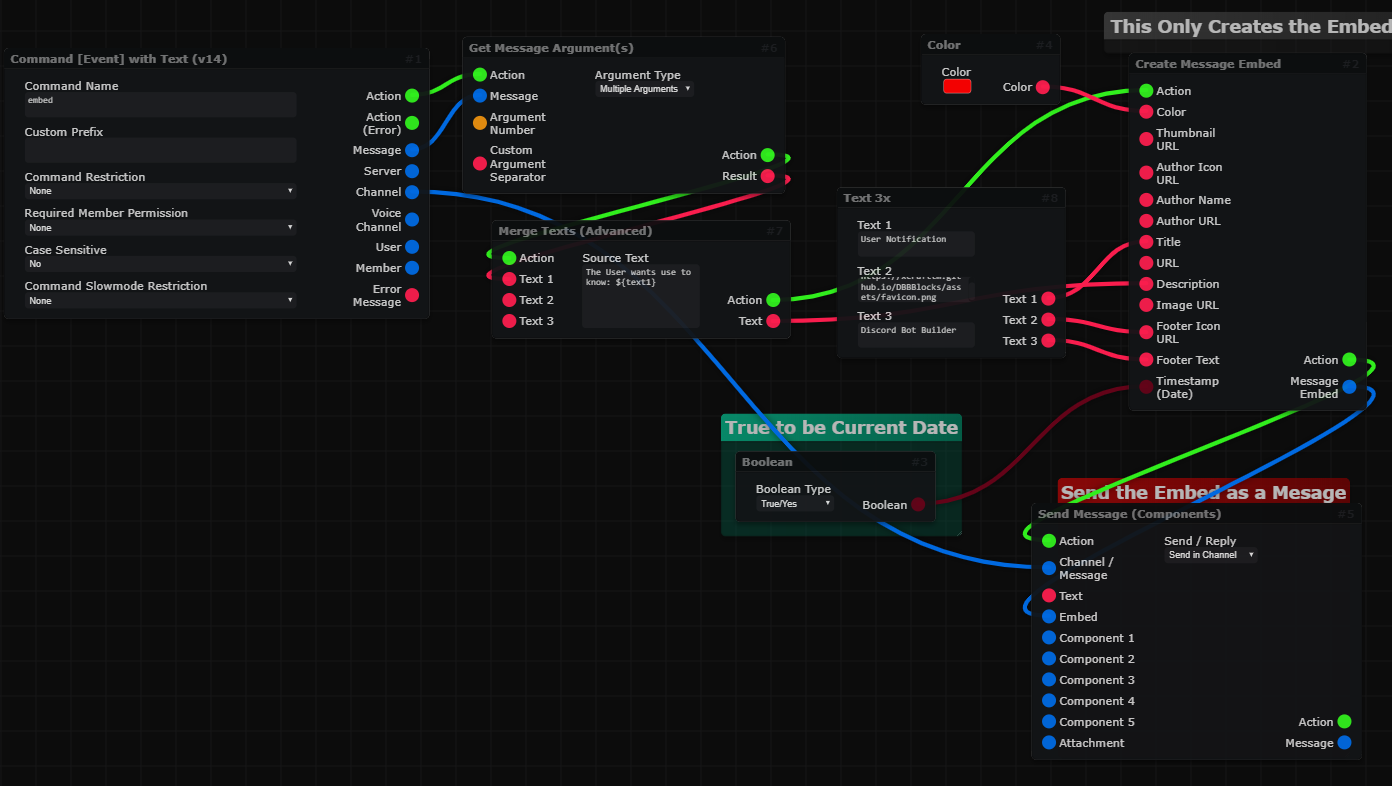 This Only Creates the Embed
Command [Event] with Text (v14) #1
Command Name
embed
Custom Prefix
Command Restriction
None
Required Member Permission
None
Case Sensitive
No
Command Slowmode Restriction
None
Action
Action
(Error)
Message
Server
Channel
Voice
Channel
User
Member
Error
Message
Get Message Argument(s) #6
Action
Message
Argument
Number
Custom
Argument
Separator
Argument Type
Multiple Arguments
Action
Result
Merge Texts (Advanced) #7
Action
Text 1
Text 2
Text 3
Source Text
The User wants use to
know: ${text1}
Action
Text
Color #4
Color
Color
Text 3x #8
Text 1
User Notification
Text 2
hub.io/DBBBlocks/ass
ets/favicon.png
Text 3
Discord Bot Builder
Text 1
Text 2
Text 3
Create Message Embed #2
Action
Color
Thumbnail
URL
Author Icon
URL
Author Name
Author URL
Title
URL
Description
Image URL
Footer Icon
URL
Footer Text
Timestamp
(Date)
Action
Message
Embed
True to be Current Date
Boolean #3
Boolean Type
True/Yes
Boolean
Send the Embed as a Mesage
Send Message (Components) #5
Action
Channel /
Message
Text
Embed
Component 1
Component 2
Component 3
Component 4
Component 5
Attachment
Send / Reply
Send in Channel
Action
Message